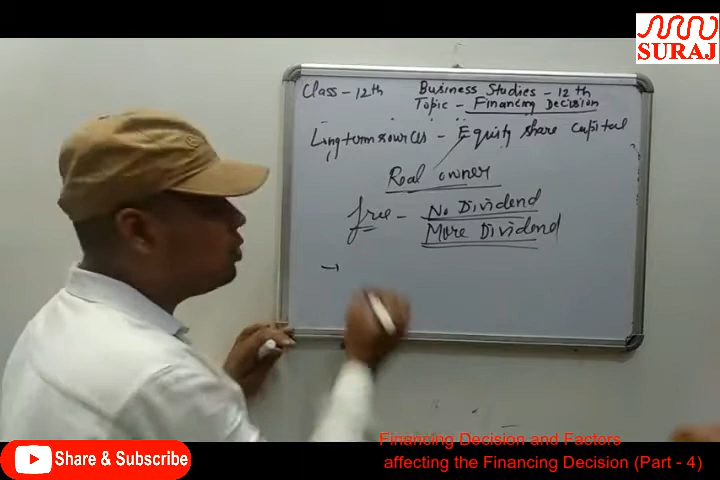 SURAJ
Class - 12th Business Studies - 12th
Topic - Financing Decision
Long term sources - Equity share capital
Real owner
free - No Dividend
More Dividend
→
Financing Decision and Factors
affecting the Financing Decision (Part - 4)
Share & Subscribe